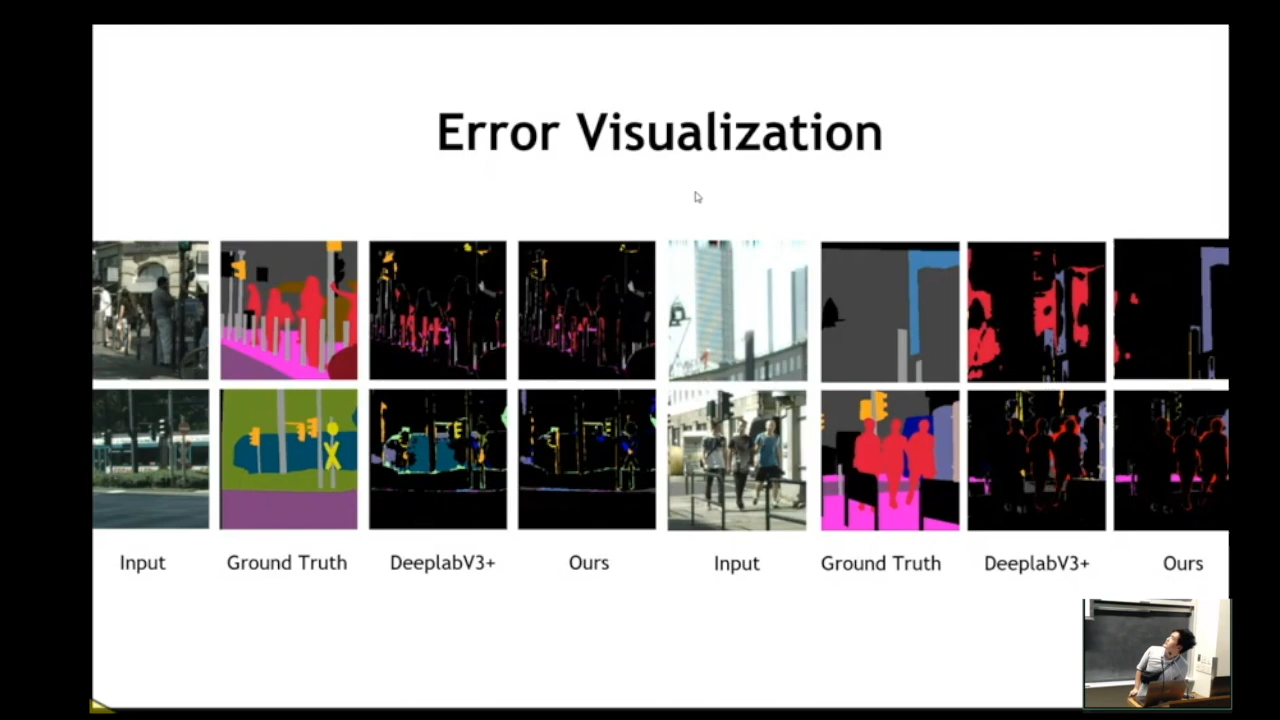 Error Visualization
Input Ground Truth DeeplabV3+ Ours Input Ground Truth DeeplabV3+ Ours